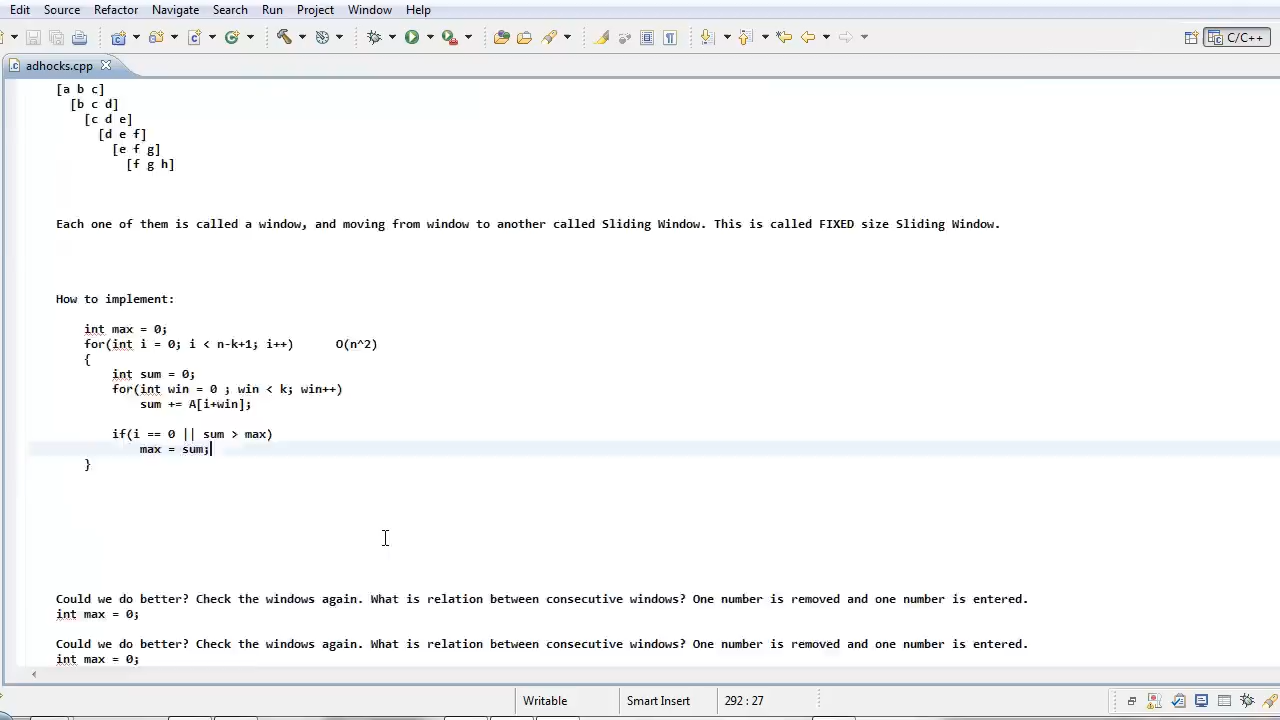 Edit Source Refactor Navigate Search Run Project Window Help
C/C++
adhocks.cpp
[a b c]
[b c d]
[c d e]
[d e f]
[e f g]
[f g h]
Each one of them is called a window, and moving from window to another called Sliding Window. This is called FIXED size Sliding Window.
How to implement:
int max = 0;
for(int i = 0; i < n-k+1; i++) O(n^2)
{
int sum = 0;
for(int win = 0 ; win < k; win++)
sum += A[i+win];
if(i == 0 || sum > max)
max = sum;
}
Could we do better? Check the windows again. What is relation between consecutive windows? One number is removed and one number is entered.
int max = 0;
Could we do better? Check the windows again. What is relation between consecutive windows? One number is removed and one number is entered.
int max = 0;
Writable Smart Insert 292 : 27